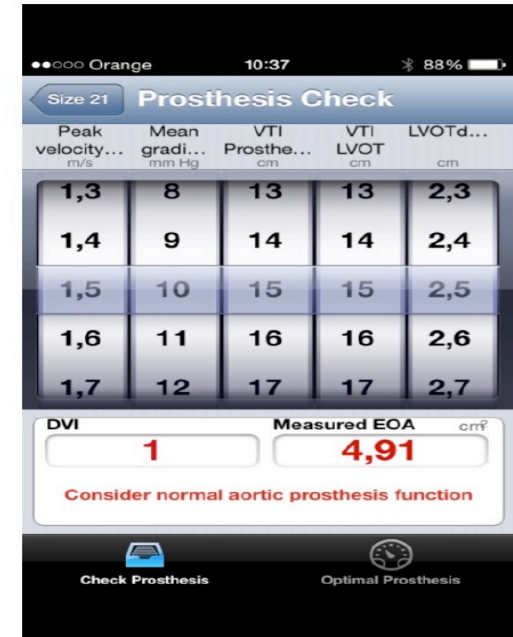 ●●○○○ Orange 10:37 88%
Size 21 Prosthesis Check
Peak Mean VTI VTI LVOTd...
velocity... gradi... Prosthe... LVOT
m/s mm Hg cm cm cm
1,3 8 13 13 2,3
1,4 9 14 14 2,4
1,5 10 15 15 2,5
1,6 11 16 16 2,6
1,7 12 17 17 2,7
DVI Measured EOA cm²
1 4,91
Consider normal aortic prosthesis function
Check Prosthesis Optimal Prosthesis